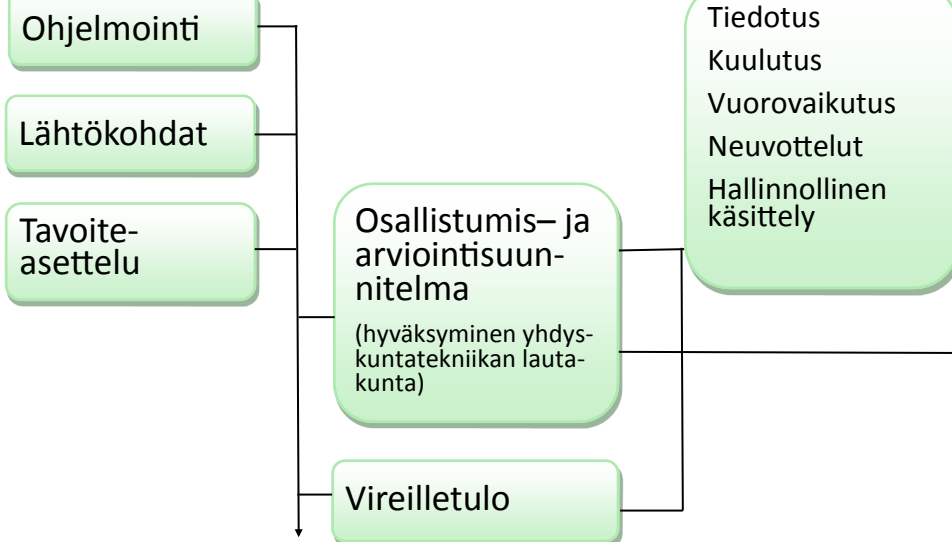 Ohjelmointi
Lähtökohdat
Tavoite-
asettelu
Osallistumis– ja
arviointisuun-
nitelma
(hyväksyminen yhdys-
kuntatekniikan lauta-
kunta)
Vireilletulo
Tiedotus
Kuulutus
Vuorovaikutus
Neuvottelut
Hallinnollinen
käsittely